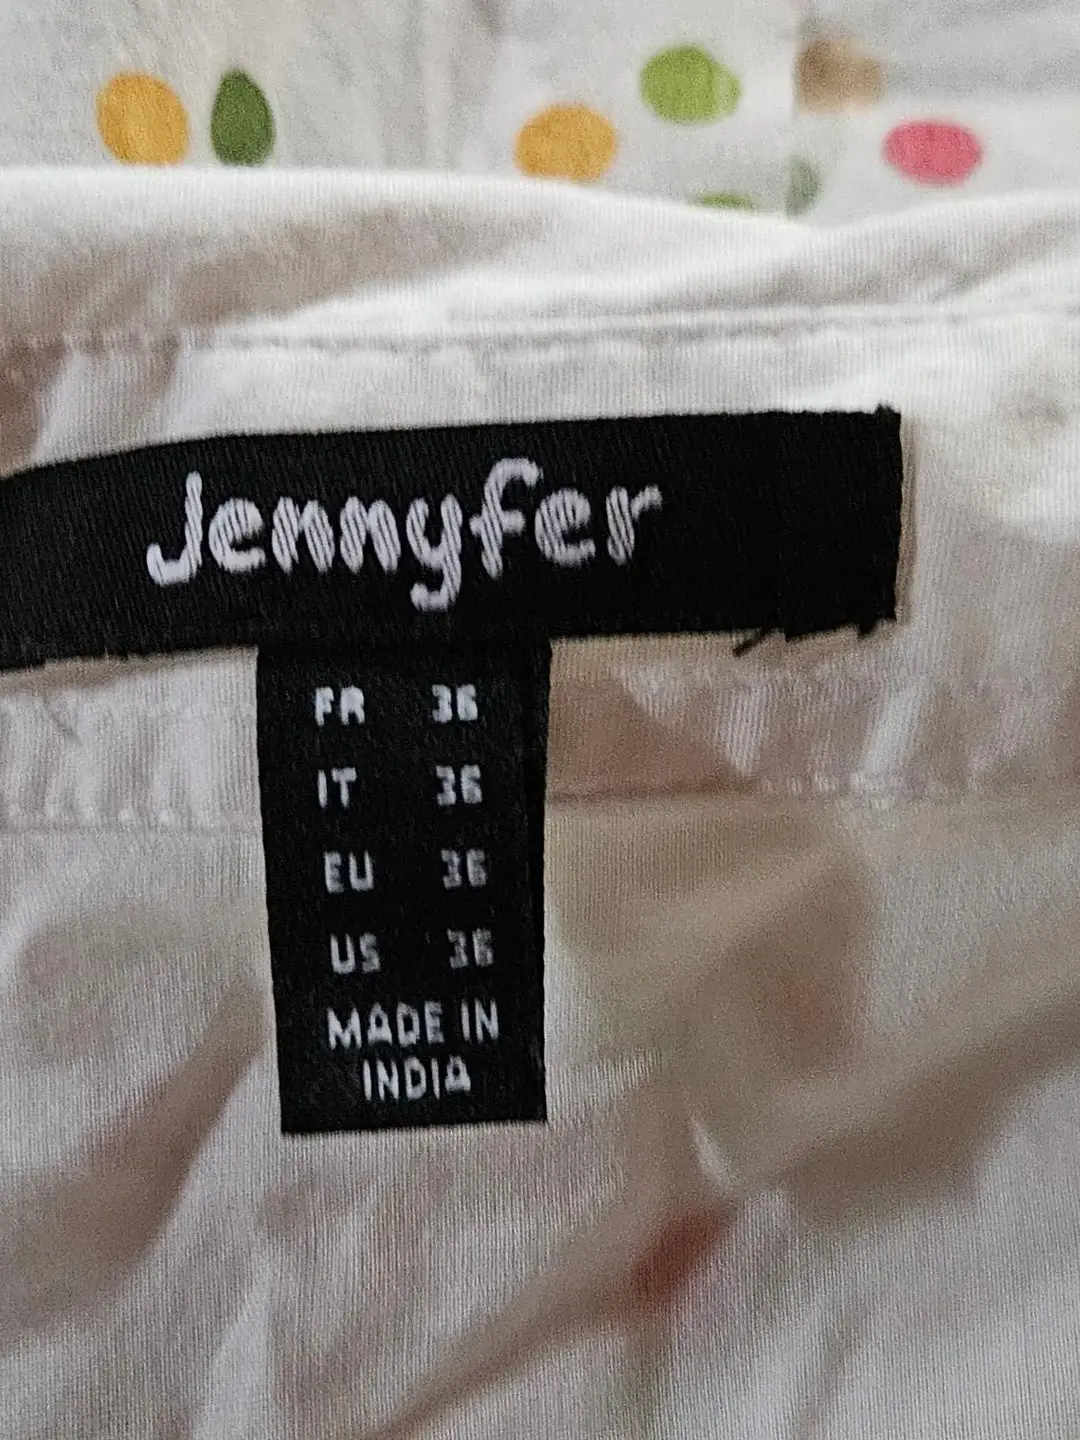 Jennyfer
FR 36
IT 36
EU 36
US 36
MADE IN
INDIA